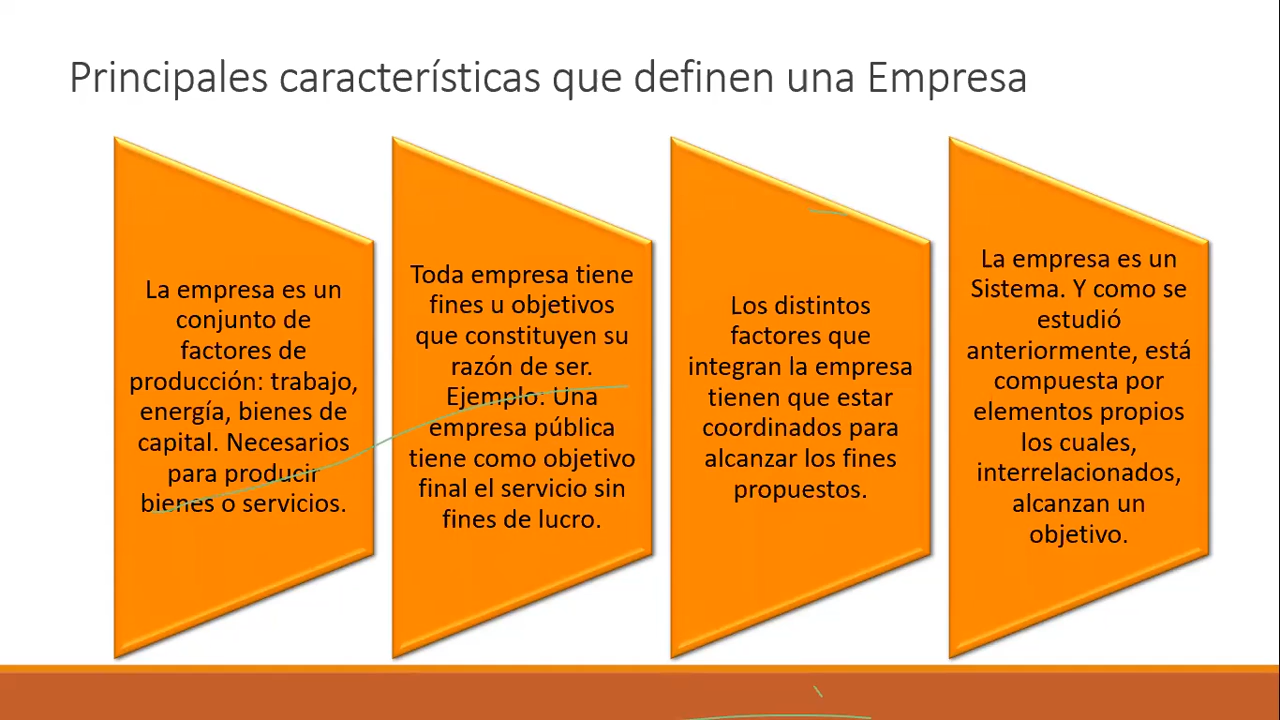 Principales características que definen una Empresa
La empresa es un
conjunto de
factores de
producción: trabajo,
energía, bienes de
capital. Necesarios
para producir
bienes o servicios.
Toda empresa tiene
fines u objetivos
que constituyen su
razón de ser.
Ejemplo: Una
empresa pública
tiene como objetivo
final el servicio sin
fines de lucro.
Los distintos
factores que
integran la empresa
tienen que estar
coordinados para
alcanzar los fines
propuestos.
La empresa es un
Sistema. Y como se
estudió
anteriormente, está
compuesta por
elementos propios
los cuales,
interrelacionados,
alcanzan un
objetivo.